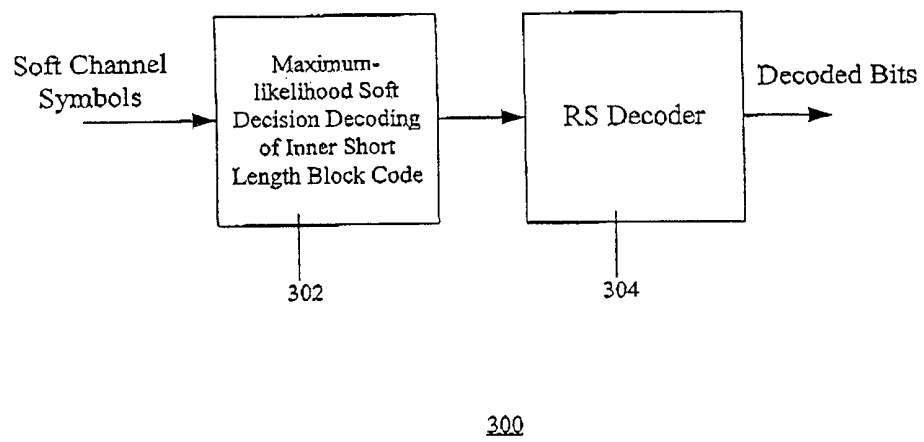 Soft Channel
Symbols
Maximum-
likelihood Soft
Decision Decoding
of Inner Short
Length Block Code
RS Decoder
Decoded Bits
302
304
300